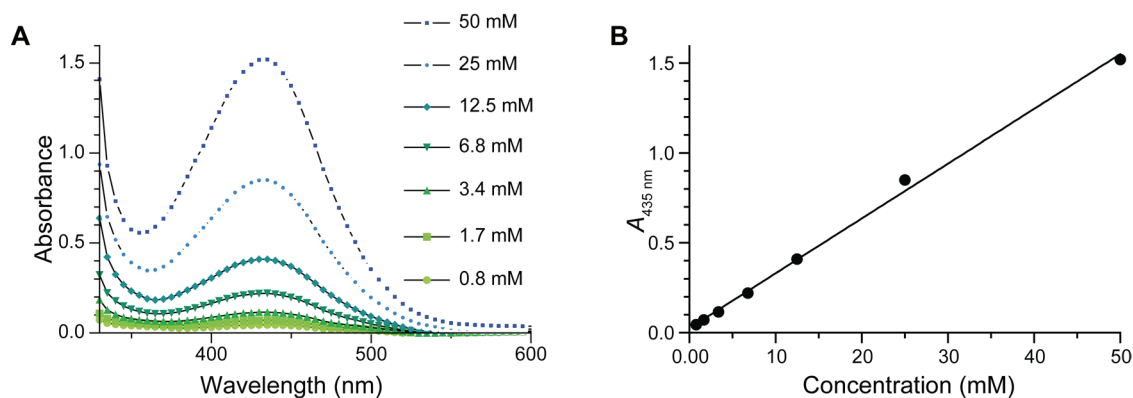 A
50 mM
25 mM
12.5 mM
6.8 mM
3.4 mM
1.7 mM
0.8 mM
1.5
1.0
0.5
0.0
Absorbance
400
500
600
Wavelength (nm)
B
1.5
1.0
0.5
0.0
A435 nm
0
10
20
30
40
50
Concentration (mM)